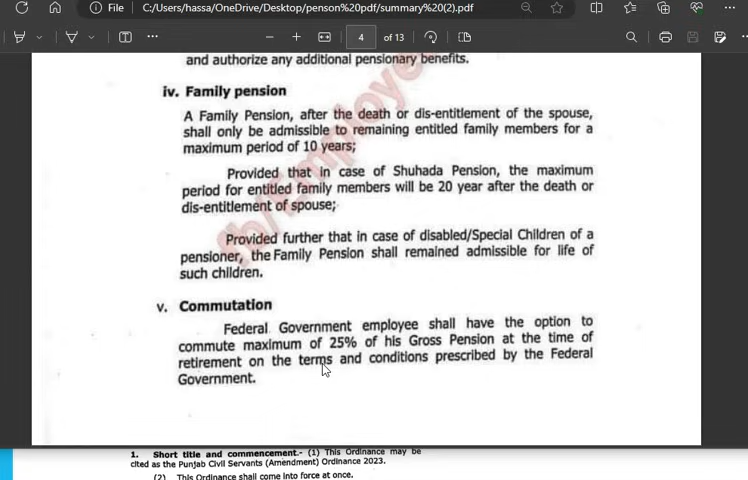 File
C:/Users/hassa/OneDrive/Desktop/penson%20pdf/summary%20(2).pdf
4 of 13
and authorize any additional pensionary benefits.
iv. Family pension
A Family Pension, after the death or dis-entitlement of the spouse,
shall only be admissible to remaining entitled family members for a
maximum period of 10 years;
Provided that in case of Shuhada Pension, the maximum
period for entitled family members will be 20 year after the death or
dis-entitlement of spouse;
Provided further that in case of disabled/Special Children of a
pensioner, the Family Pension shall remained admissible for life of
such children.
v. Commutation
Federal Government employee shall have the option to
commute maximum of 25% of his Gross Pension at the time of
retirement on the terms and conditions prescribed by the Federal
Government.
fb/Employee
1. Short title and commencement.- (1) This Ordinance may be
cited as the Punjab Civil Servants (Amendment) Ordinance 2023.
(2) This Ordinance shall come into force at once.